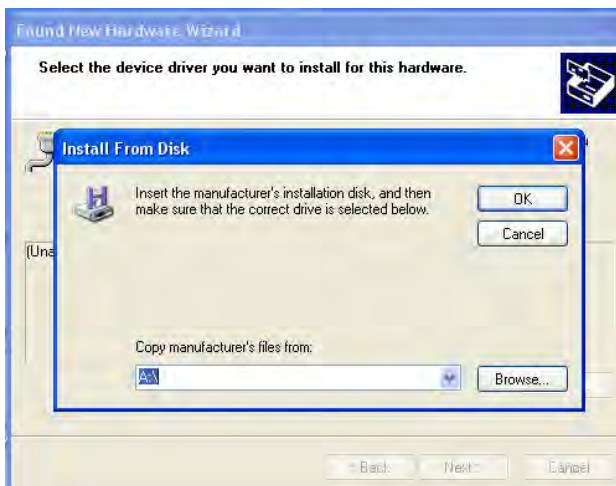 Found New Hardware Wizard
Select the device driver you want to install for this hardware.
Install From Disk
Insert the manufacturer's installation disk, and then
make sure that the correct drive is selected below.
OK
Cancel
(Una
Copy manufacturer's files from:
A:\
Browse...
< Back
Next >
Cancel